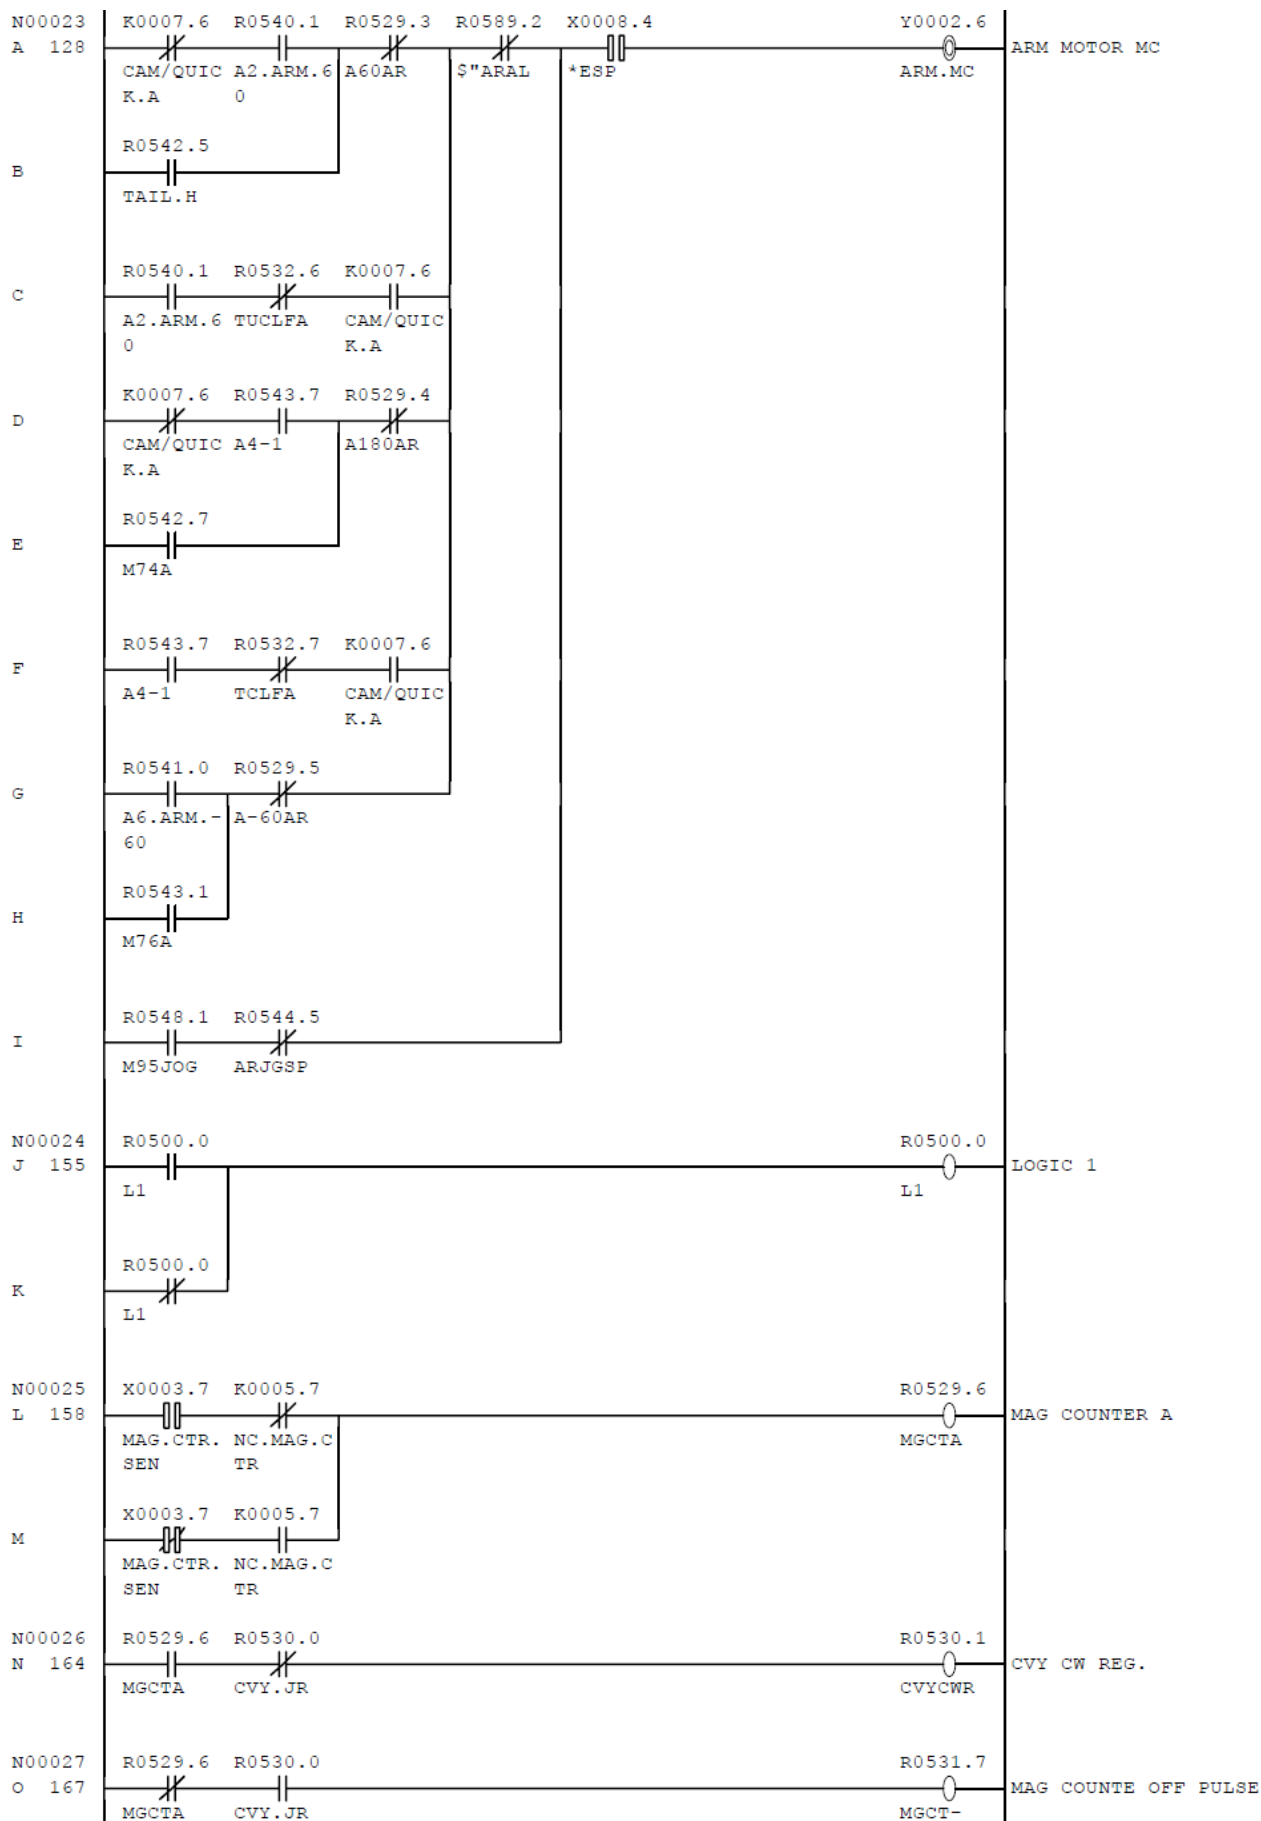 N00023 K0007.6 R0540.1 R0529.3 R0589.2 X0008.4 Y0002.6
A 128 ARM MOTOR MC
CAM/QUIC A2.ARM.6 A60AR $"ARAL *ESP ARM.MC
K.A 0
R0542.5
B
TAIL.H
R0540.1 R0532.6 K0007.6
C
A2.ARM.6 TUCLFA CAM/QUIC
0 K.A
K0007.6 R0543.7 R0529.4
D
CAM/QUIC A4-1 A180AR
K.A
R0542.7
E
M74A
R0543.7 R0532.7 K0007.6
F
A4-1 TCLFA CAM/QUIC
K.A
R0541.0 R0529.5
G
A6.ARM.- A-60AR
60
R0543.1
H
M76A
R0548.1 R0544.5
I
M95JOG ARJGSP
N00024 R0500.0 R0500.0
J 155 LOGIC 1
L1 L1
R0500.0
K
L1
N00025 X0003.7 K0005.7 R0529.6
L 158 MAG COUNTER A
MAG.CTR. NC.MAG.C MGCTA
SEN TR
X0003.7 K0005.7
M
MAG.CTR. NC.MAG.C
SEN TR
N00026 R0529.6 R0530.0 R0530.1
N 164 CVY CW REG.
MGCTA CVY.JR CVYCWR
N00027 R0529.6 R0530.0 R0531.7
O 167 MAG COUNTE OFF PULSE
MGCTA CVY.JR MGCT-